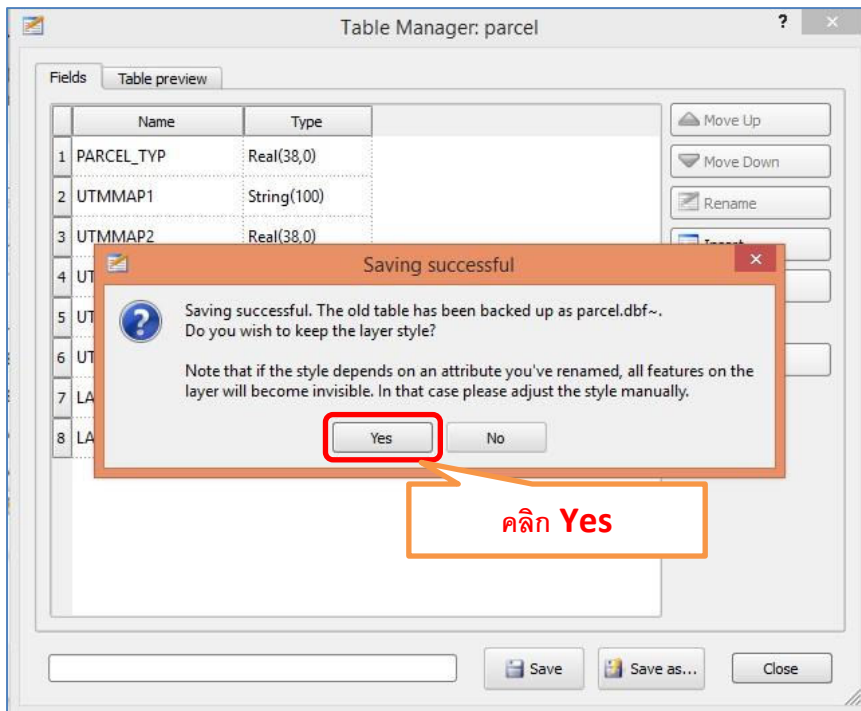 Table Manager: parcel
?
Fields
Table preview
Name Type
1 PARCEL_TYP Real(38,0)
2 UTMMAP1 String(100)
3 UTMMAP2 Real(38,0)
4 UT
5 UT
6 UT
7 LA
8 LA
Move Up
Move Down
Rename
Insert
Saving successful
Saving successful. The old table has been backed up as parcel.dbf~.
Do you wish to keep the layer style?
Note that if the style depends on an attribute you've renamed, all features on the
layer will become invisible. In that case please adjust the style manually.
Yes No
คลิก Yes
Save Save as... Close